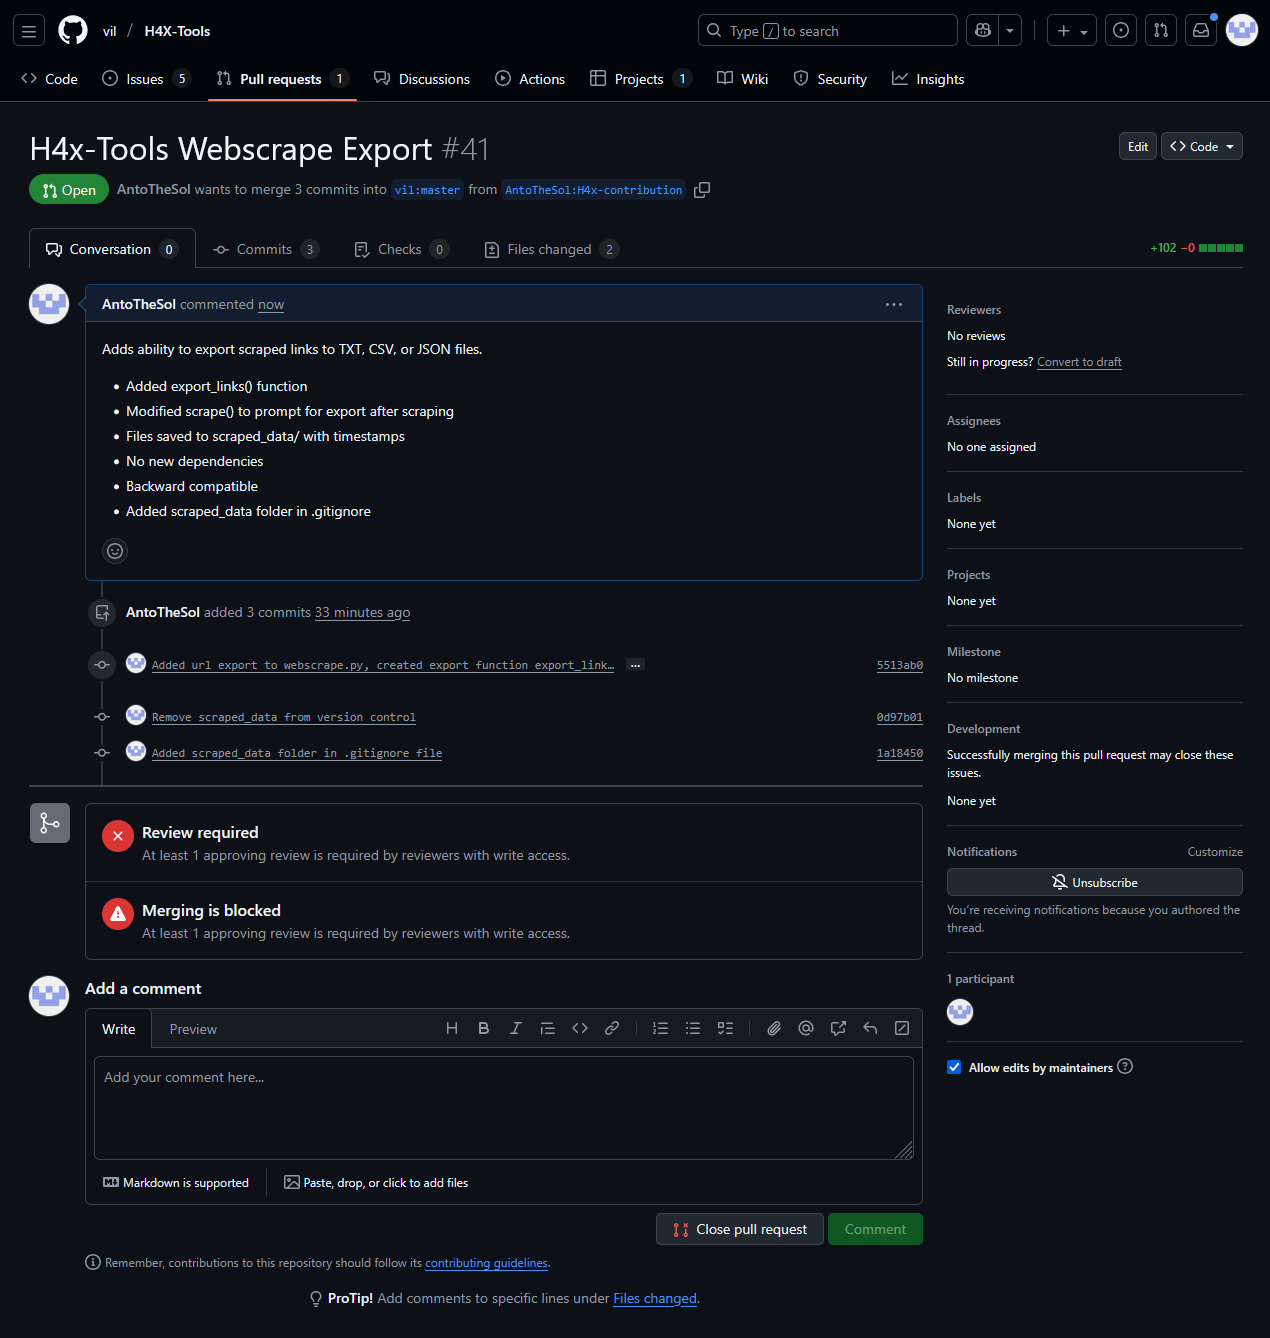 vil / H4X-Tools
Type / to search
Code
Issues 5
Pull requests 1
Discussions
Actions
Projects 1
Wiki
Security
Insights
H4x-Tools Webscrape Export #41
Edit
Code
Open
AntoTheSol wants to merge 3 commits into vil:master from AntoTheSol:H4x-contribution
Conversation 0
Commits 3
Checks 0
Files changed 2
+102 −0
AntoTheSol commented now
Adds ability to export scraped links to TXT, CSV, or JSON files.
• Added export_links() function
• Modified scrape() to prompt for export after scraping
• Files saved to scraped_data/ with timestamps
• No new dependencies
• Backward compatible
• Added scraped_data folder in .gitignore
AntoTheSol added 3 commits 33 minutes ago
Added url export to webscrape.py, created export function export_link… ... 5513ab0
Remove scraped_data from version control 0d97b01
Added scraped_data folder in .gitignore file 1a18450
Review required
At least 1 approving review is required by reviewers with write access.
Merging is blocked
At least 1 approving review is required by reviewers with write access.
Add a comment
Write
Preview
Add your comment here...
Markdown is supported
Paste, drop, or click to add files
Close pull request
Comment
Remember, contributions to this repository should follow its contributing guidelines.
ProTip! Add comments to specific lines under Files changed.
Reviewers
No reviews
Still in progress? Convert to draft
Assignees
No one assigned
Labels
None yet
Projects
None yet
Milestone
No milestone
Development
Successfully merging this pull request may close these
issues.
None yet
Notifications
Customize
Unsubscribe
You're receiving notifications because you authored the
thread.
1 participant
Allow edits by maintainers